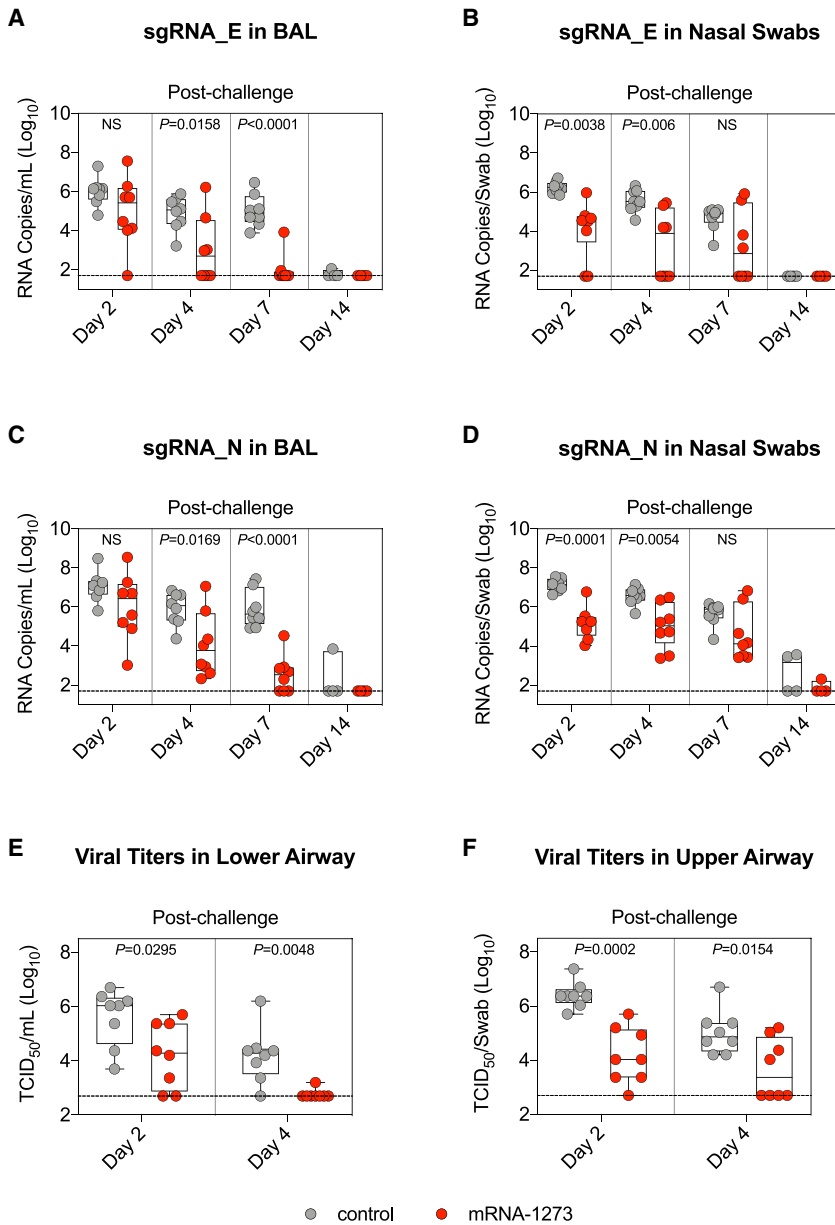 A
sgRNA_E in BAL
Post-challenge
RNA Copies/mL (Log10)
10
8
6
4
2
NS
P=0.0158
P<0.0001
Day 2
Day 4
Day 7
Day 14
B
sgRNA_E in Nasal Swabs
Post-challenge
RNA Copies/Swab (Log10)
10
8
6
4
2
P=0.0038
P=0.006
NS
Day 2
Day 4
Day 7
Day 14
C
sgRNA_N in BAL
Post-challenge
RNA Copies/mL (Log10)
10
8
6
4
2
NS
P=0.0169
P<0.0001
Day 2
Day 4
Day 7
Day 14
D
sgRNA_N in Nasal Swabs
Post-challenge
RNA Copies/Swab (Log10)
10
8
6
4
2
P=0.0001
P=0.0054
NS
Day 2
Day 4
Day 7
Day 14
E
Viral Titers in Lower Airway
Post-challenge
TCID50/mL (Log10)
8
6
4
2
P=0.0295
P=0.0048
Day 2
Day 4
F
Viral Titers in Upper Airway
Post-challenge
TCID50/Swab (Log10)
8
6
4
2
P=0.0002
P=0.0154
Day 2
Day 4
control
mRNA-1273